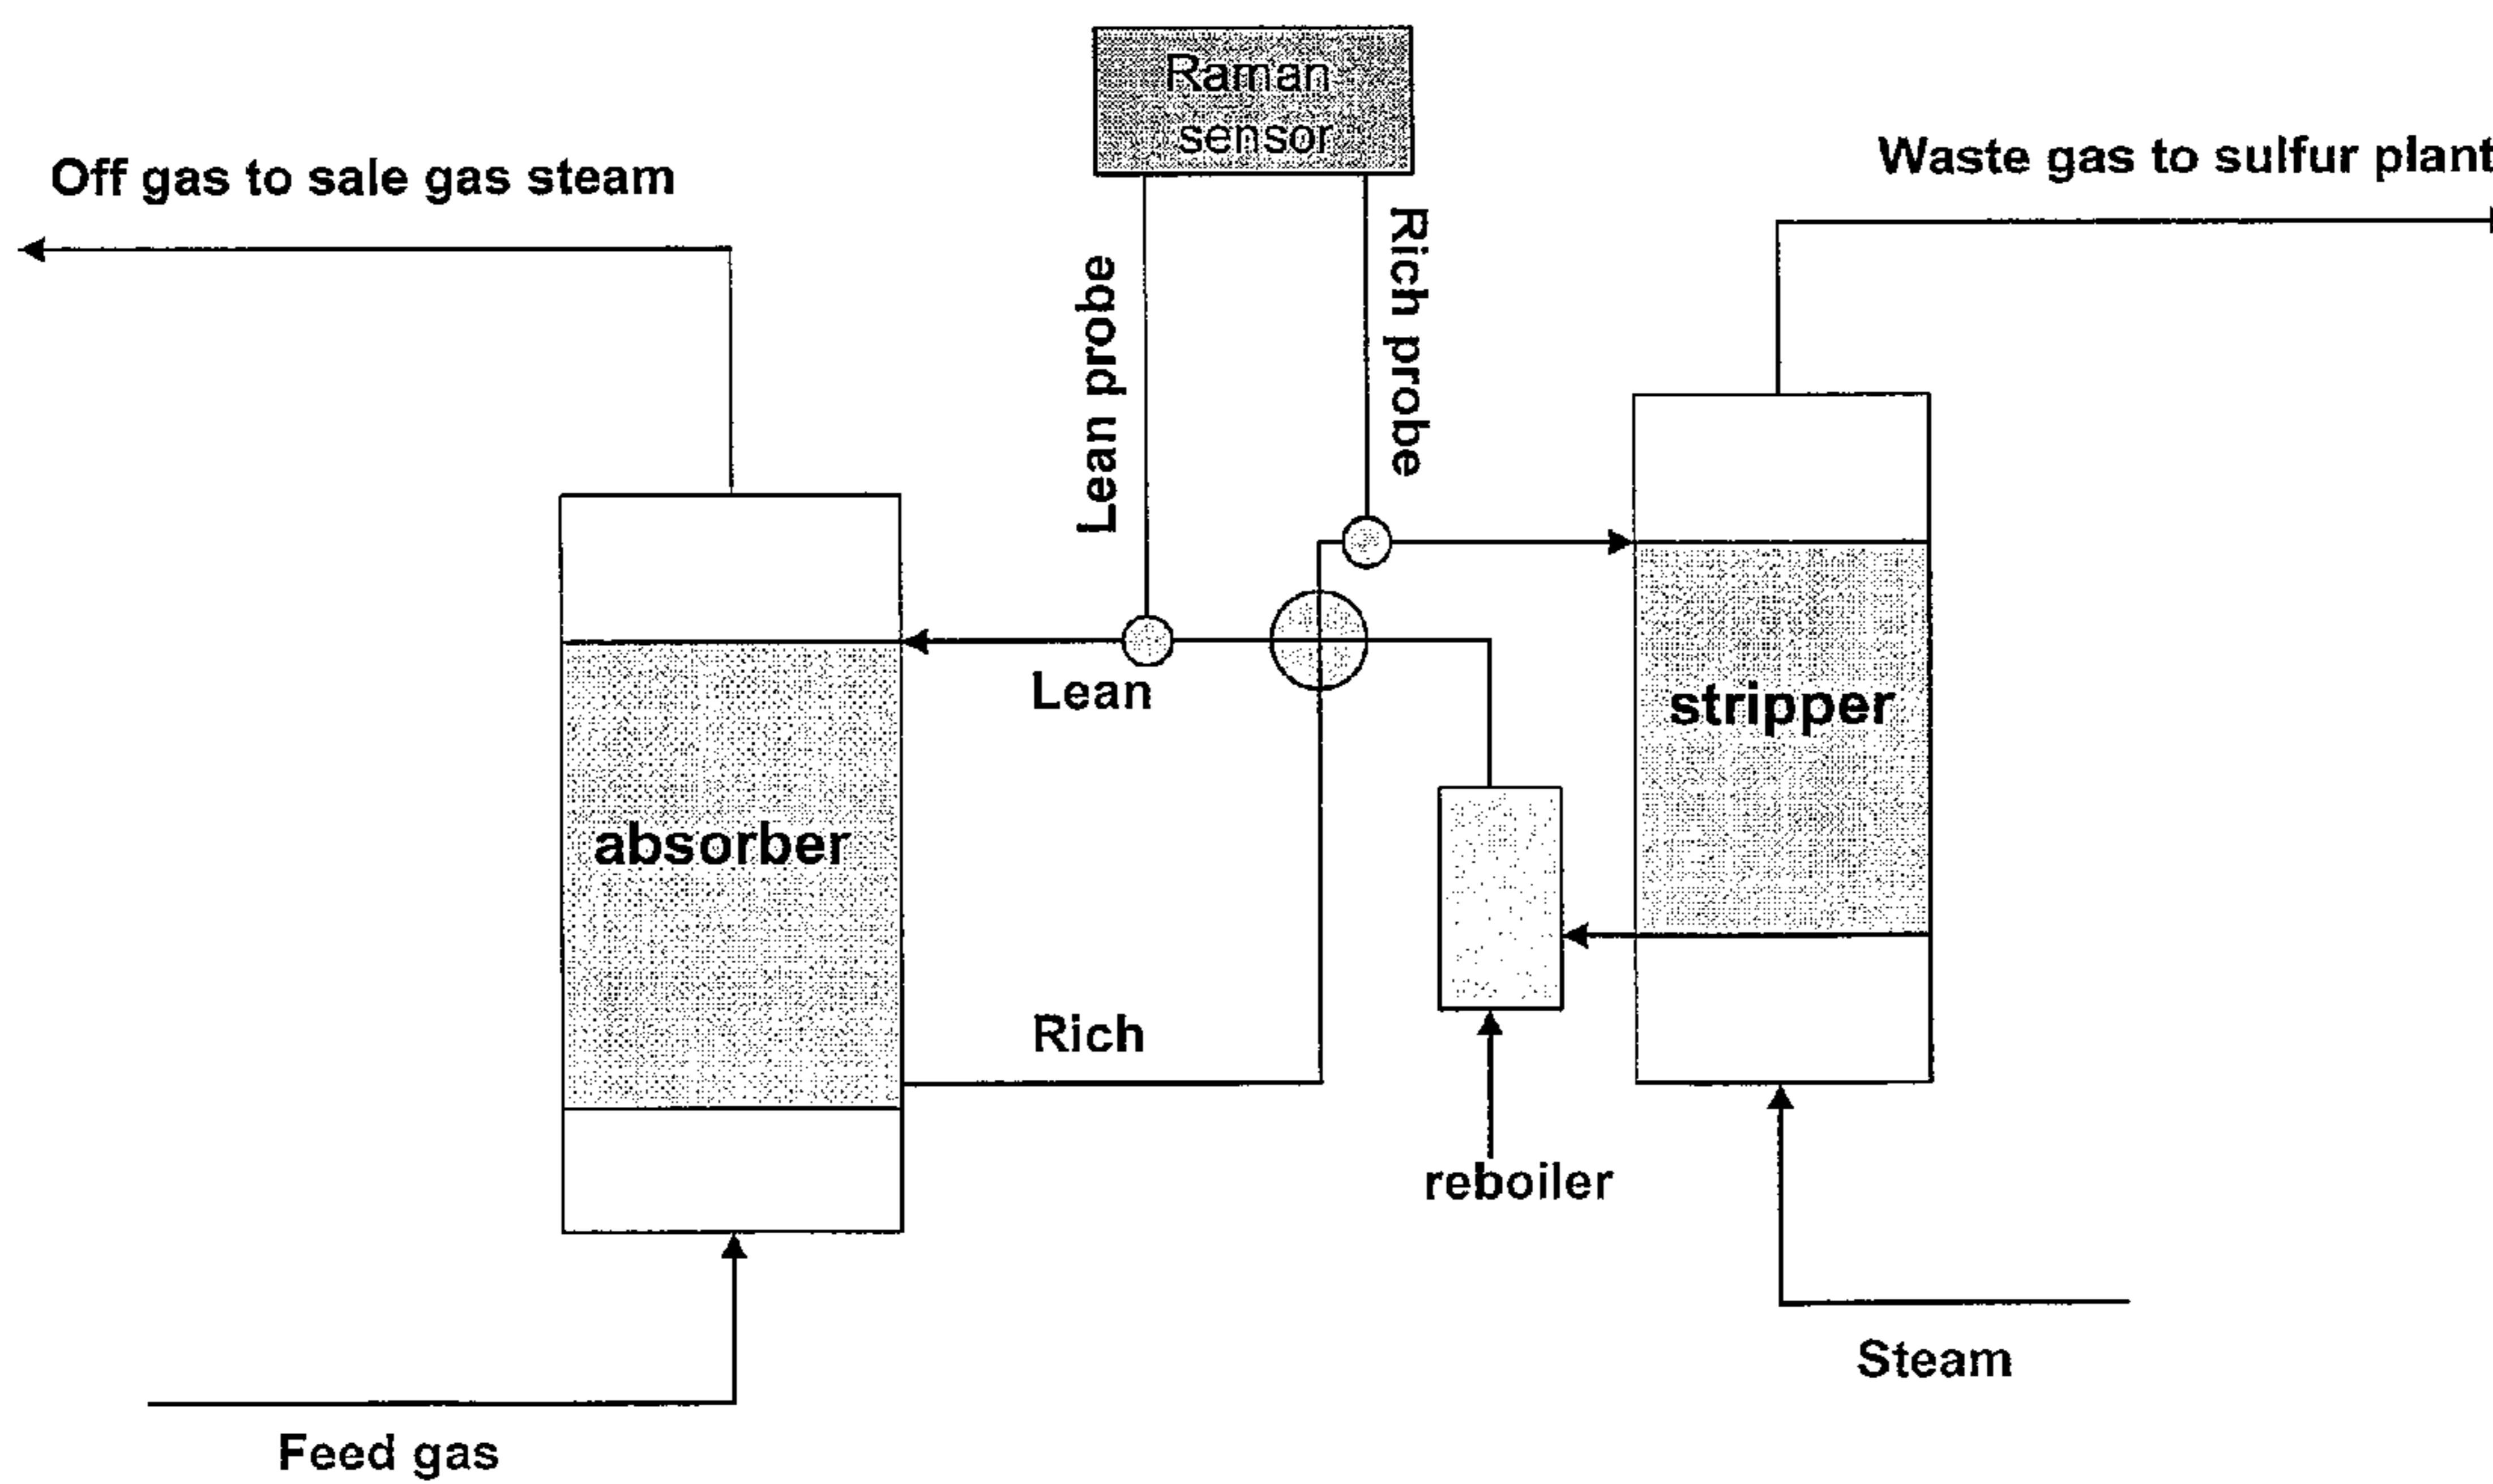 Raman
sensor
Off gas to sale gas steam
Waste gas to sulfur plant
Lean probe
Rich probe
Lean
stripper
absorber
Rich
reboiler
Steam
Feed gas